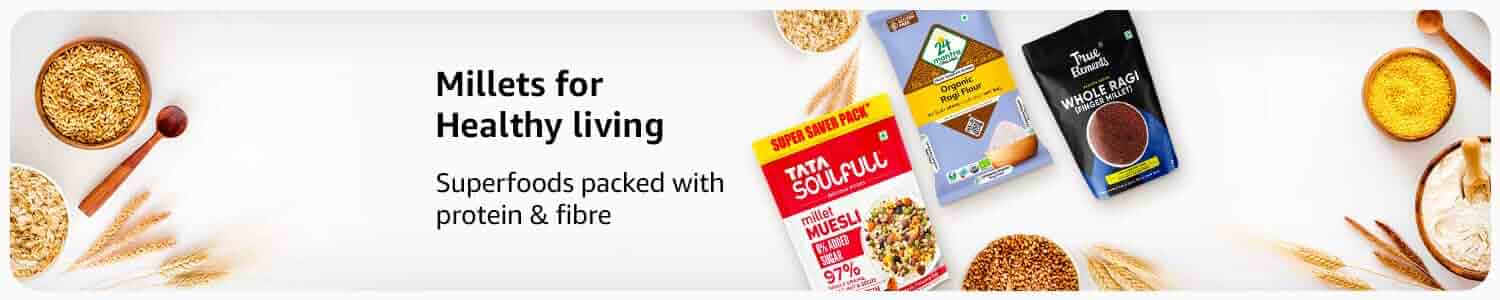 Millets for
Healthy living
Superfoods packed with
protein & fibre
SUPER SAVER PACK*
TATA
SOULFULL
millet
MUESLI
0% ADDED
SUGAR
97%
24
mantra
Organic
Ragi Flour
True
Elements
WHOLE RAGI
(FINGER MILLET)